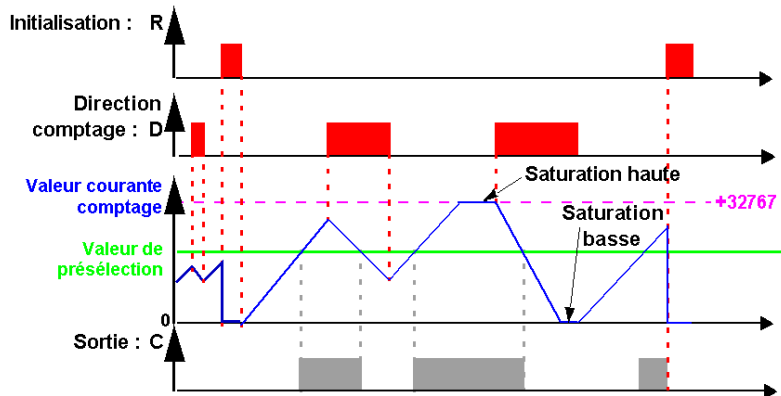 Initialisation : R
Direction
comptage : D
Valeur courante
comptage
Saturation haute
+32767
Saturation
basse
Valeur de
présélection
0
Sortie : C